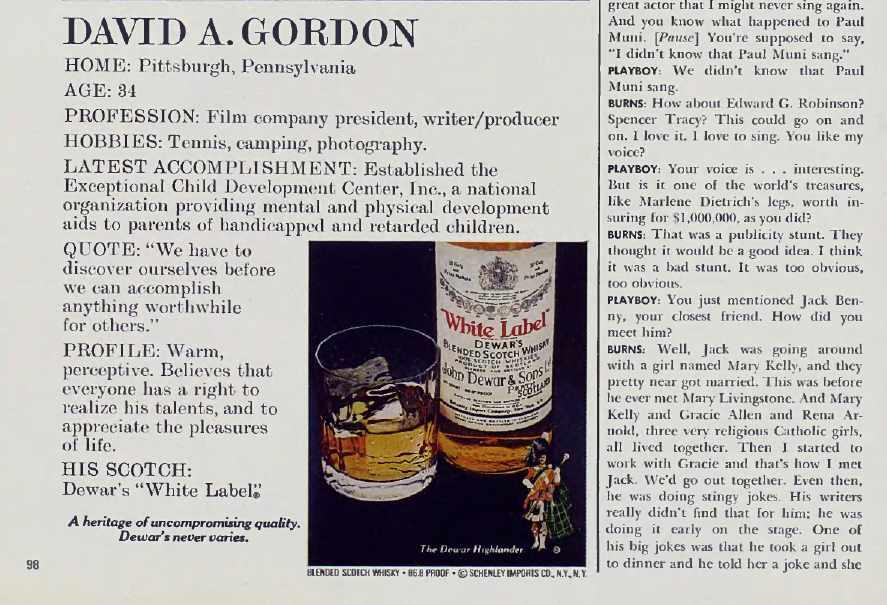 DAVID A. GORDON
HOME: Pittsburgh, Pennsylvania
AGE: 34
PROFESSION: Film company president, writer/producer
HOBBIES: Tennis, camping, photography.
LATEST ACCOMPLISHMENT: Established the
Exceptional Child Development Center, Inc., a national
organization providing mental and physical development
aids to parents of handicapped and retarded children.
QUOTE: “We have to
discover ourselves before
we can accomplish
anything worthwhile
for others.”
PROFILE: Warm,
perceptive. Believes that
everyone has a right to
realize his talents, and to
appreciate the pleasures
of life.
HIS SCOTCH:
Dewar's “White Label”®
A heritage of uncompromising quality.
Dewar's never varies.
White Label
DEWAR'S
BLENDED SCOTCH WHISKY
100% SCOTCH WHISKIES
PRODUCT OF SCOTLAND
John Dewar & Sons Ltd
PERTH
SCOTLAND
The Dewar Highlander
®
BLENDED SCOTCH WHISKY • 86.8 PROOF • © SCHENLEY IMPORTS CO., N.Y., N.Y.
98
great actor that I might never sing again.
And you know what happened to Paul
Muni. [Pause] You're supposed to say,
"I didn't know that Paul Muni sang."
PLAYBOY: We didn't know that Paul
Muni sang.
BURNS: How about Edward G. Robinson?
Spencer Tracy? This could go on and
on. I love it. I love to sing. You like my
voice?
PLAYBOY: Your voice is . . . interesting.
But is it one of the world's treasures,
like Marlene Dietrich's legs, worth in-
suring for $1,000,000, as you did?
BURNS: That was a publicity stunt. They
thought it would be a good idea. I think
it was a bad stunt. It was too obvious,
too obvious.
PLAYBOY: You just mentioned Jack Ben-
ny, your closest friend. How did you
meet him?
BURNS: Well, Jack was going around
with a girl named Mary Kelly, and they
pretty near got married. This was before
he ever met Mary Livingstone. And Mary
Kelly and Gracie Allen and Rena Ar-
nold, three very religious Catholic girls,
all lived together. Then I started to
work with Gracie and that's how I met
Jack. We'd go out together. Even then,
he was doing stingy jokes. His writers
really didn't find that for him; he was
doing it early on the stage. One of
his big jokes was that he took a girl out
to dinner and he told her a joke and she